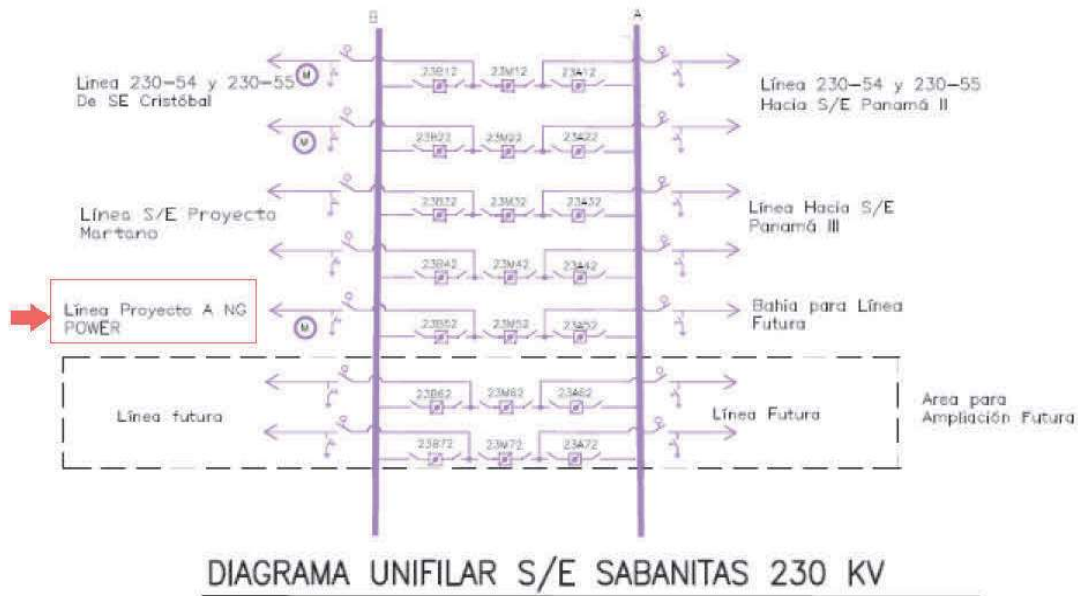 B A
23B12 23M12 23A12
Línea 230-54 y 230-55
De SE Cristóbal
M
Línea 230-54 y 230-55
Hacia S/E Panamá II
23B22 23M22 23A22
M
23B32 23M32 23A32
Línea S/E Proyecto
Martano
Línea Hacia S/E
Panamá III
23B42 23M42 23A42
Línea Proyecto A NG
POWER
M
Bahia para Línea
Futura
23B52 23M52 23A52
23B62 23M62 23A62
Línea futura
Línea Futura
Area para
Ampliación Futura
23B72 23M72 23A72
DIAGRAMA UNIFILAR S/E SABANITAS 230 KV